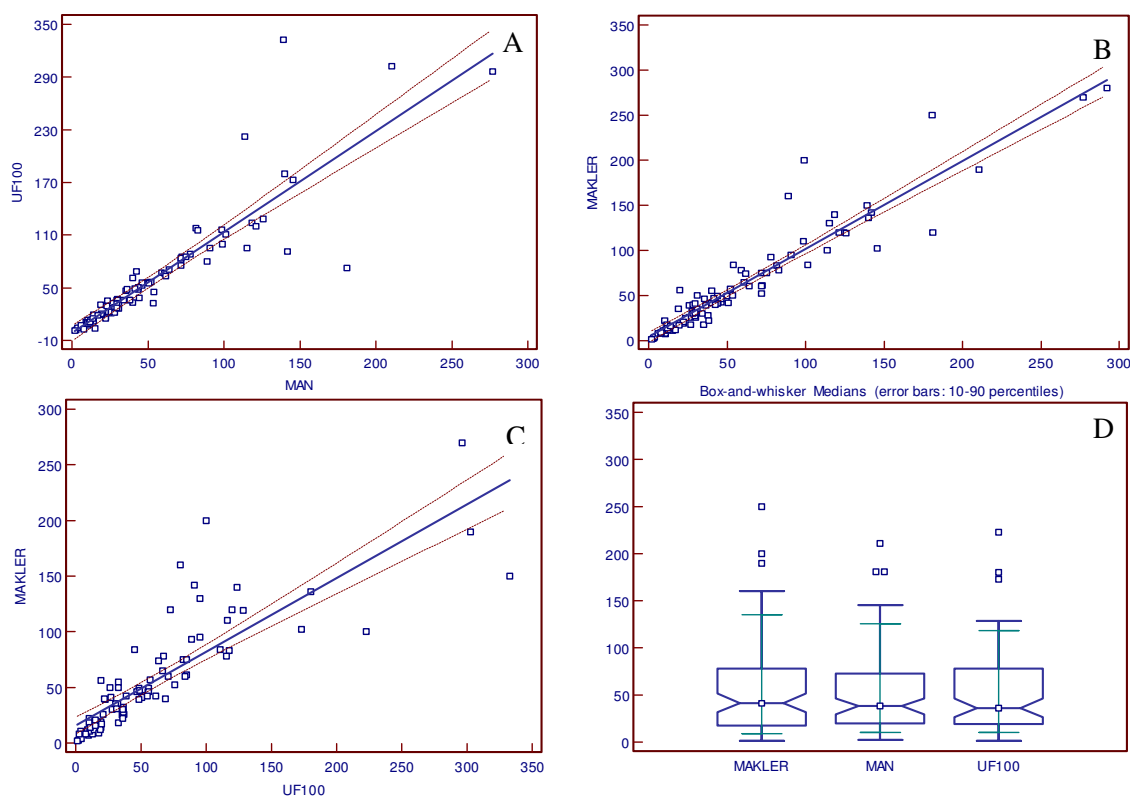 A
350
290
230
170
110
50
-10
UF100
0 50 100 150 200 250 300
MAN
B
350
300
250
200
150
100
50
0
MAKLER
0 50 100 150 200 250 300
C
300
250
200
150
100
50
0
MAKLER
0 50 100 150 200 250 300 350
UF100
Box-and-whisker Medians (error bars: 10-90 percentiles)
D
350
300
250
200
150
100
50
0
MAKLER MAN UF100